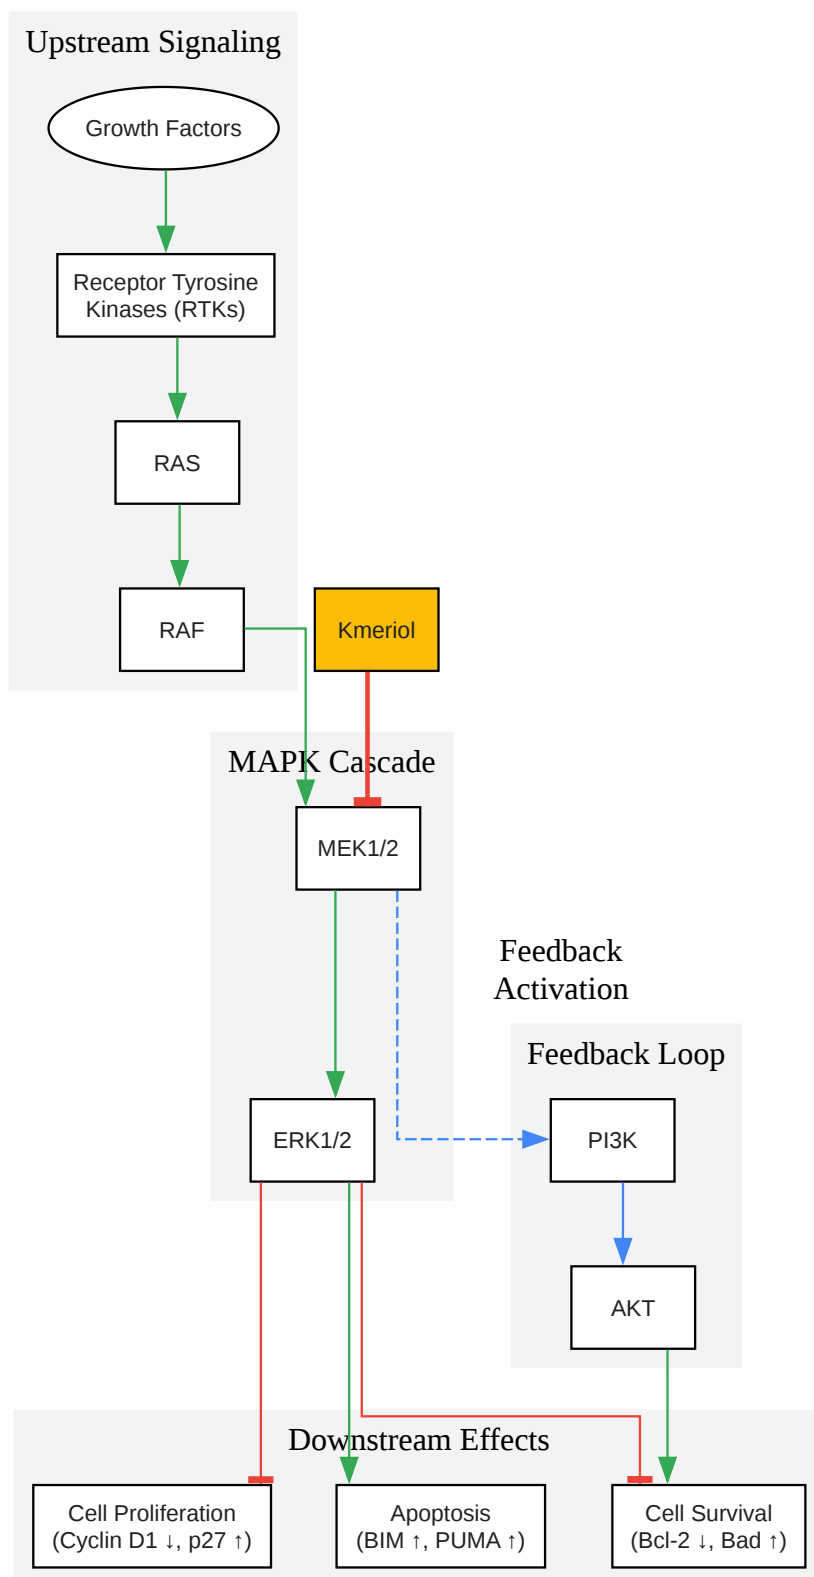 Upstream Signaling
Growth Factors
Receptor Tyrosine
Kinases (RTKs)
RAS
RAF
Kmeriol
MAPK Cascade
MEK1/2
Feedback
Activation
Feedback Loop
ERK1/2
PI3K
AKT
Downstream Effects
Cell Proliferation
(Cyclin D1 ↓, p27 ↑)
Apoptosis
(BIM ↑, PUMA ↑)
Cell Survival
(Bcl-2 ↓, Bad ↑)